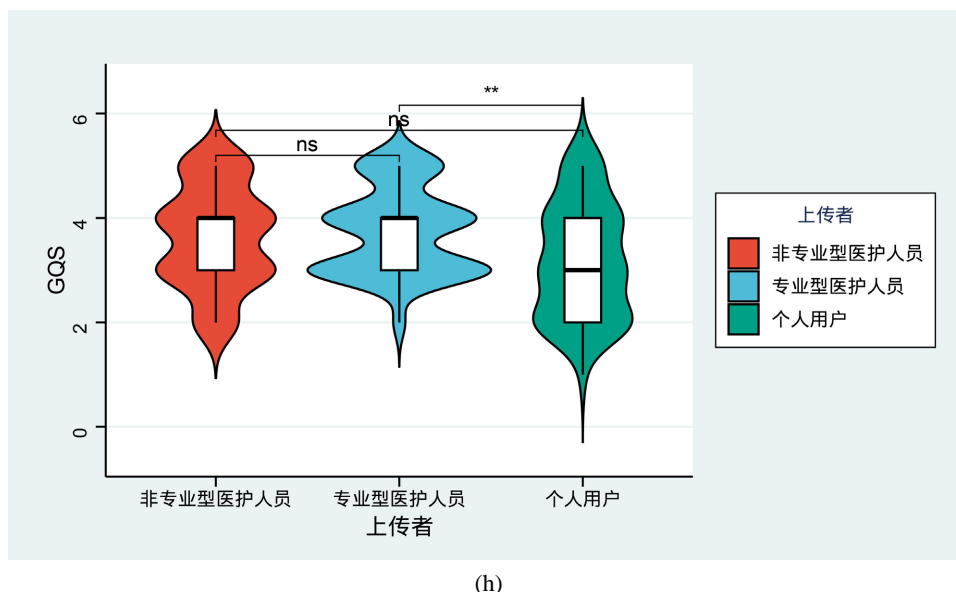 **
ns
ns
6
4
2
0
GQS
非专业型医护人员
专业型医护人员
个人用户
上传者
上传者
非专业型医护人员
专业型医护人员
个人用户
(h)